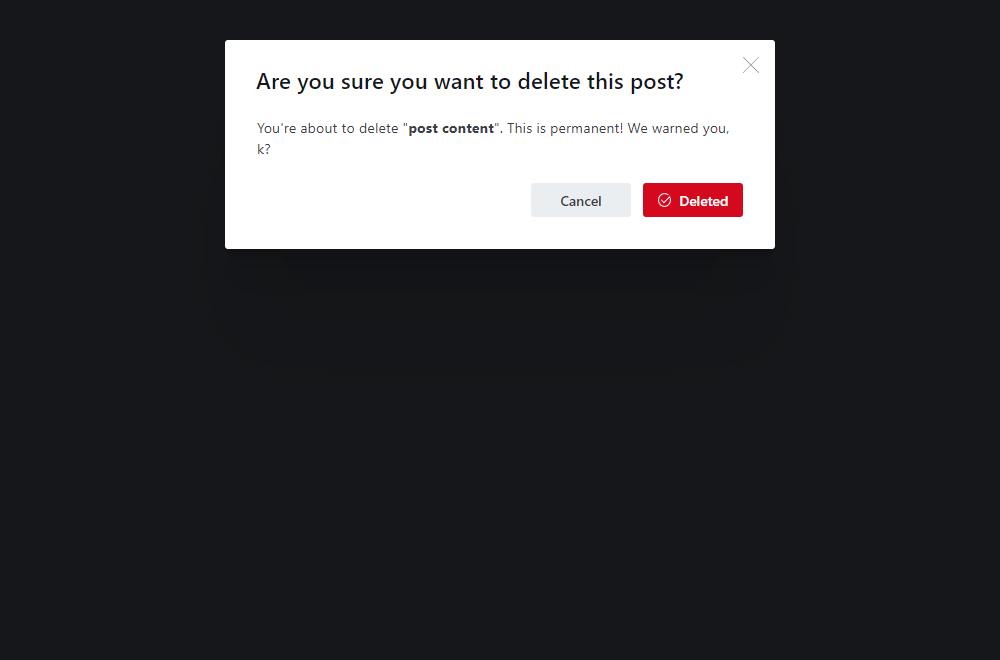 Are you sure you want to delete this post?
You're about to delete "post content". This is permanent! We warned you,
k?
Cancel
Deleted